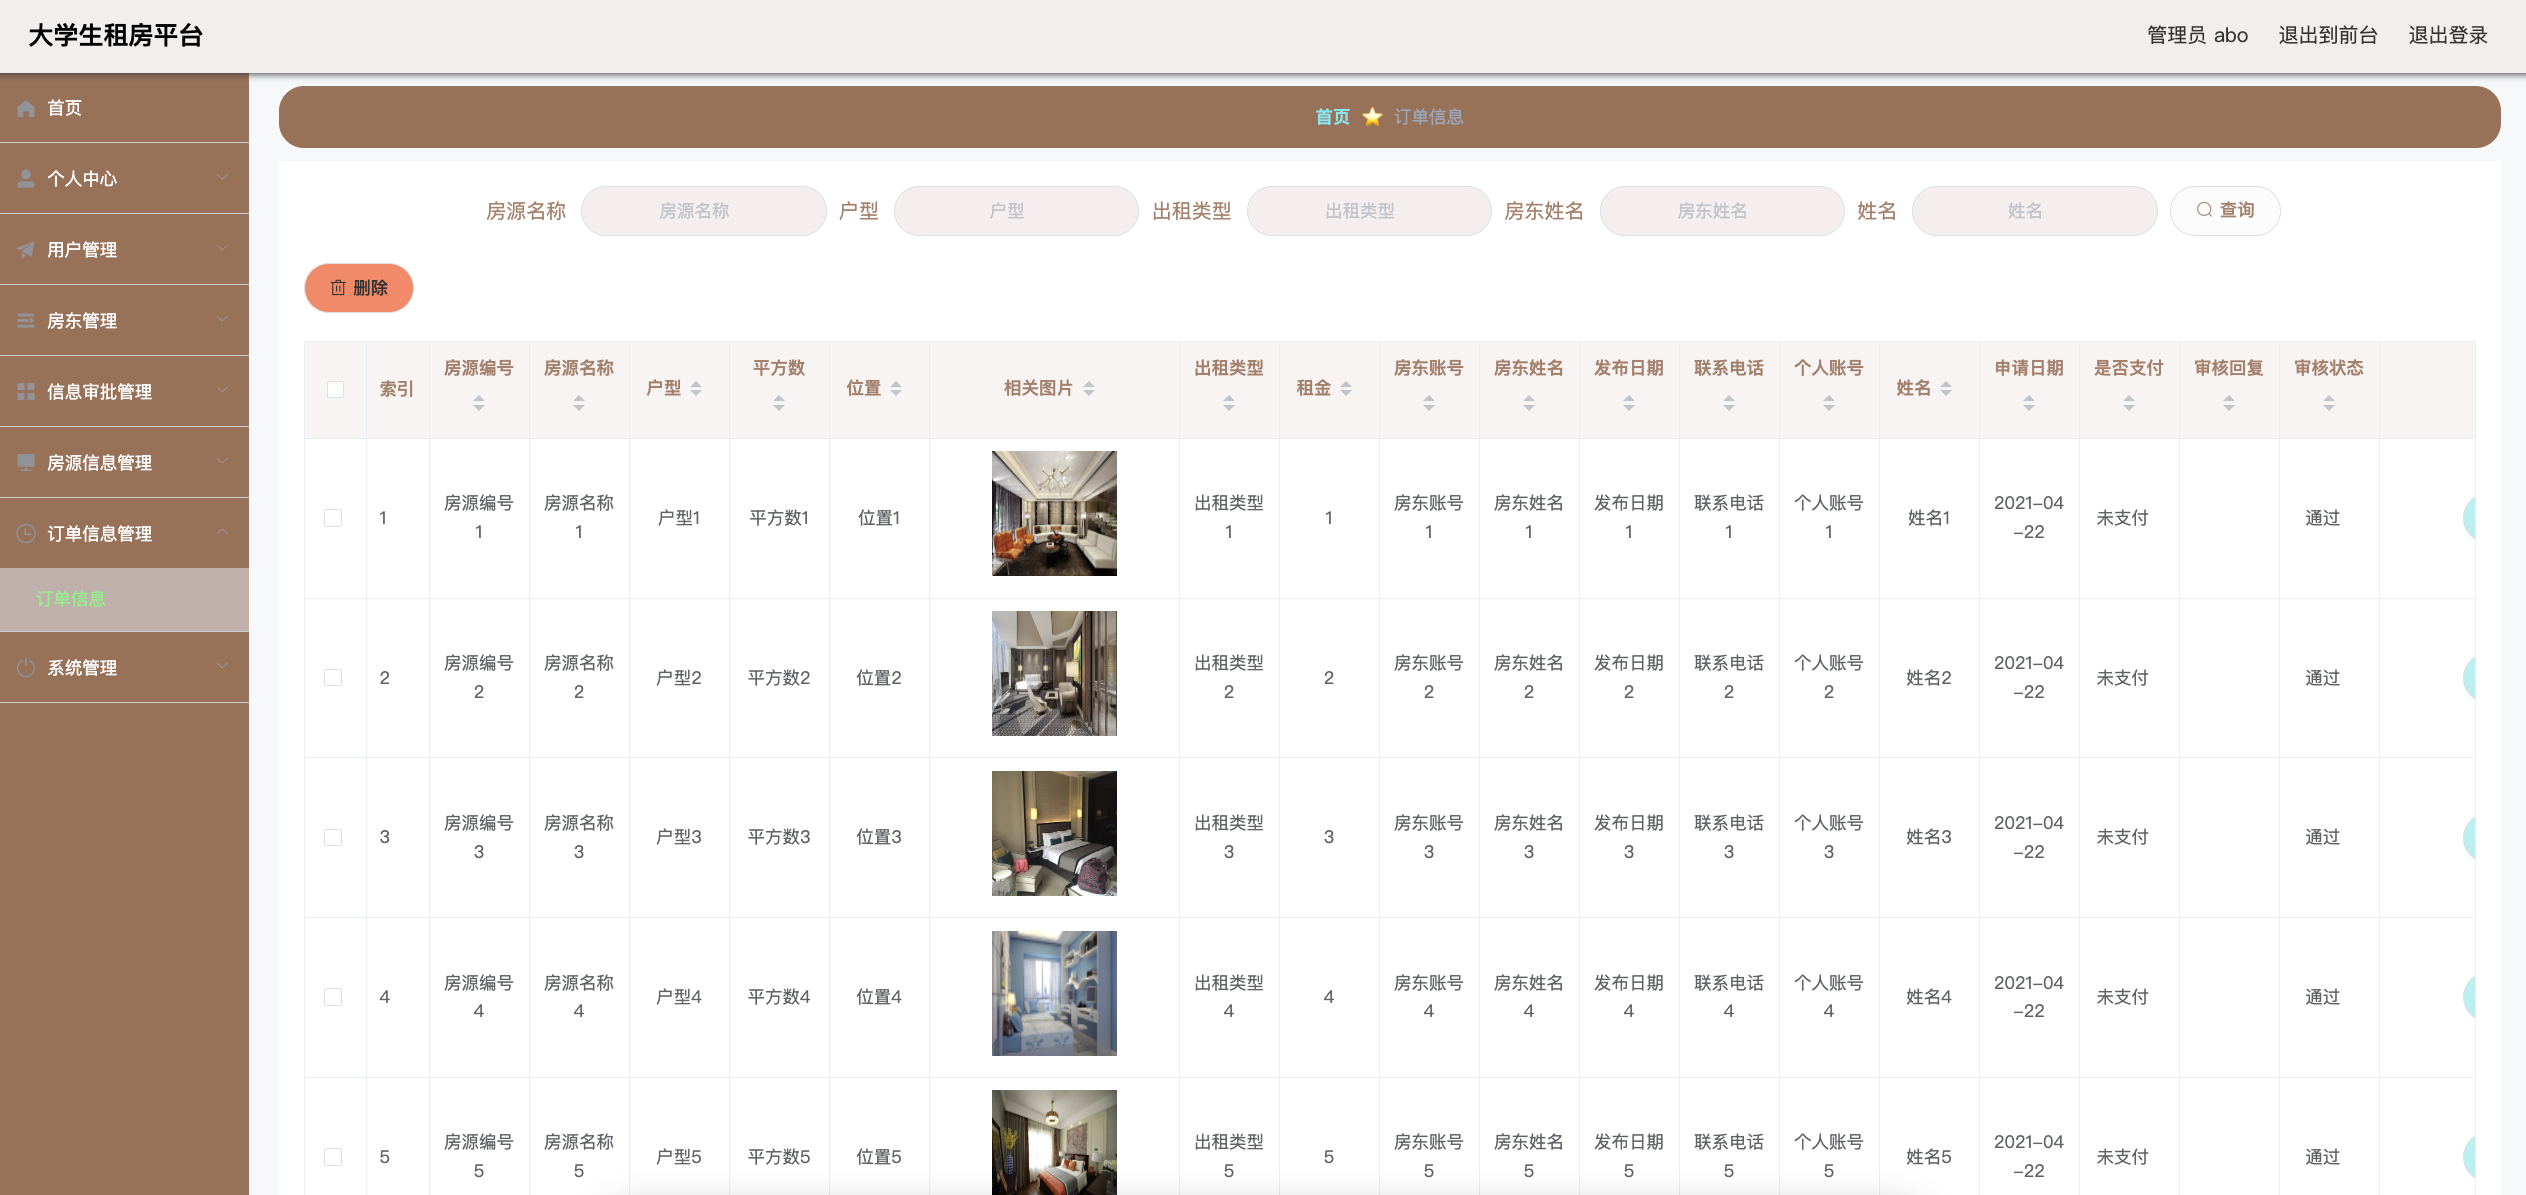 大学生租房平台
管理员 abo 退出到前台 退出登录
首页
个人中心
用户管理
房东管理
信息审批管理
房源信息管理
订单信息管理
订单信息
系统管理
首页 订单信息
房源名称 房源名称 户型 户型 出租类型 出租类型 房东姓名 房东姓名 姓名 姓名 查询
删除
索引 房源编号 房源名称 户型 平方数 位置 相关图片 出租类型 租金 房东账号 房东姓名 发布日期 联系电话 个人账号 姓名 申请日期 是否支付 审核回复 审核状态
1 房源编号1 房源名称1 户型1 平方数1 位置1 出租类型1 1 房东账号1 房东姓名1 发布日期1 联系电话1 个人账号1 姓名1 2021-04-22 未支付 通过
2 房源编号2 房源名称2 户型2 平方数2 位置2 出租类型2 2 房东账号2 房东姓名2 发布日期2 联系电话2 个人账号2 姓名2 2021-04-22 未支付 通过
3 房源编号3 房源名称3 户型3 平方数3 位置3 出租类型3 3 房东账号3 房东姓名3 发布日期3 联系电话3 个人账号3 姓名3 2021-04-22 未支付 通过
4 房源编号4 房源名称4 户型4 平方数4 位置4 出租类型4 4 房东账号4 房东姓名4 发布日期4 联系电话4 个人账号4 姓名4 2021-04-22 未支付 通过
5 房源编号5 房源名称5 户型5 平方数5 位置5 出租类型5 5 房东账号5 房东姓名5 发布日期5 联系电话5 个人账号5 姓名5 2021-04-22 未支付 通过